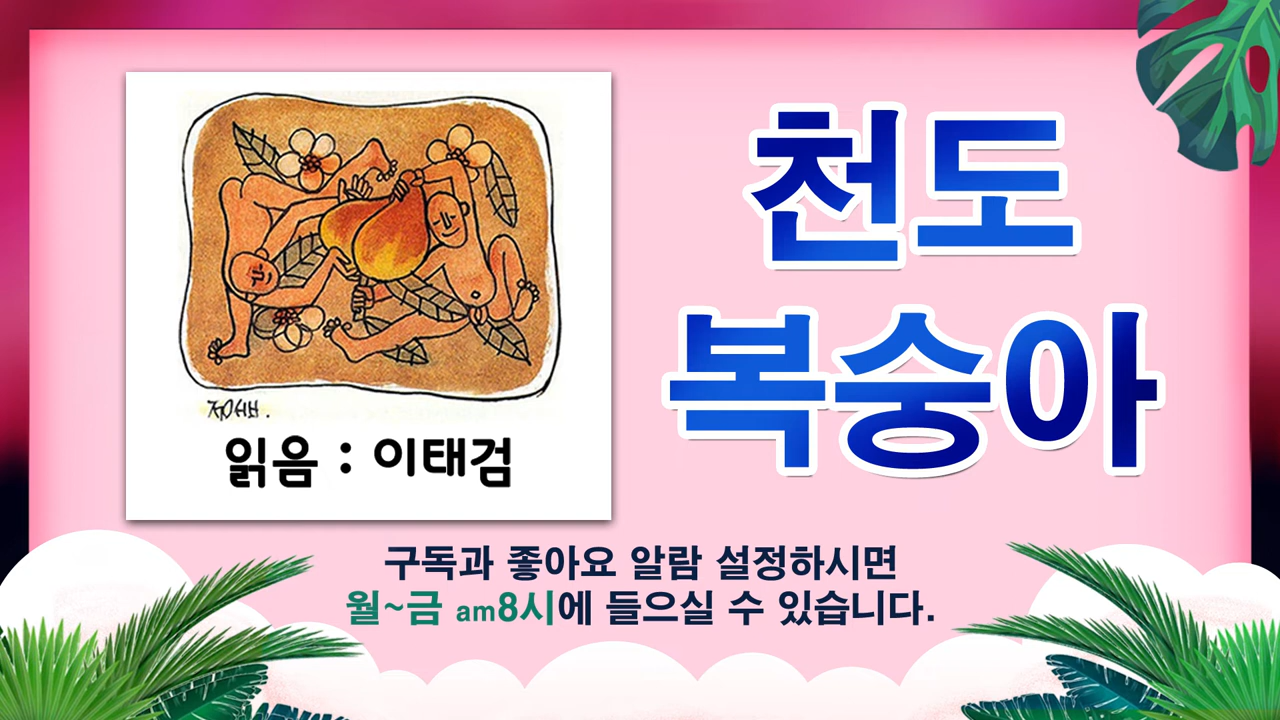 천도
복숭아
읽음 : 이태검
구독과 좋아요 알람 설정하시면
월~금 am8시에 들으실 수 있습니다.